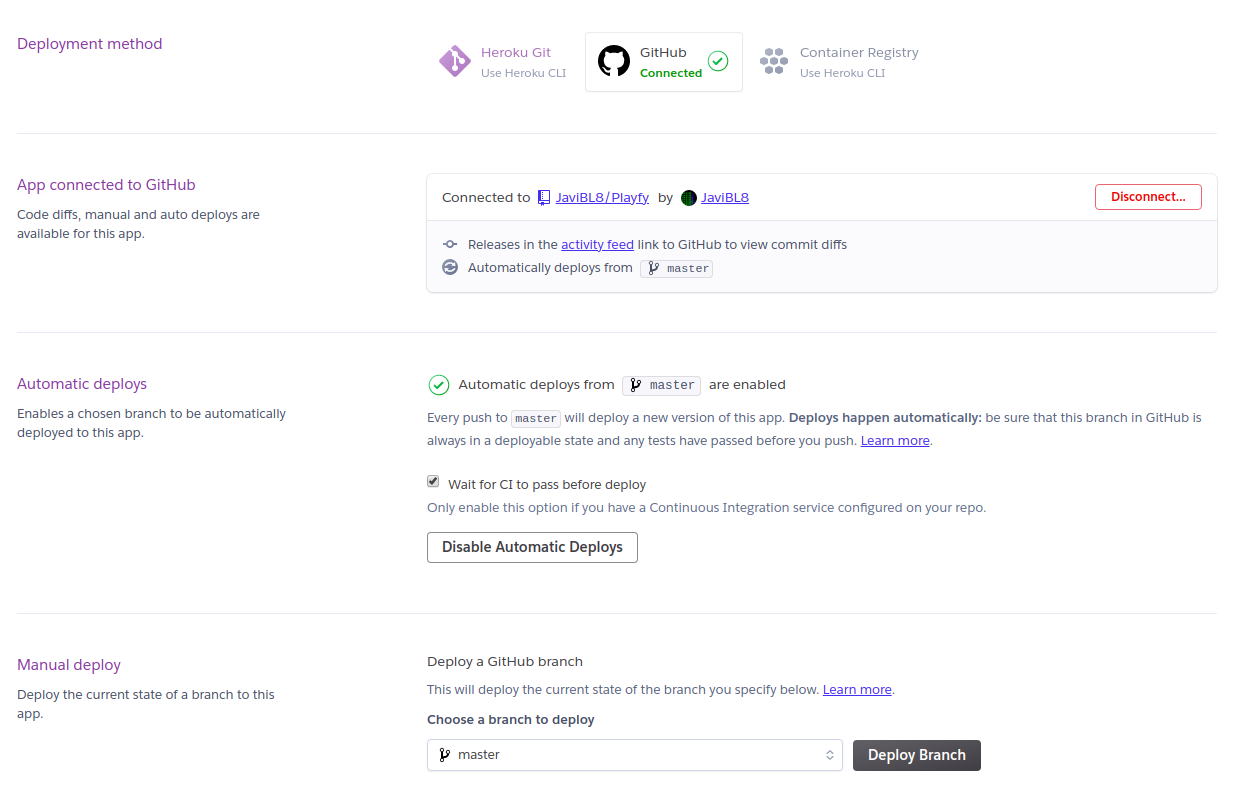 Deployment method
Heroku Git
Use Heroku CLI
GitHub
Connected
Container Registry
Use Heroku CLI
App connected to GitHub
Code diffs, manual and auto deploys are
available for this app.
Connected to JaviBL8/Playfy by JaviBL8
Disconnect...
Releases in the activity feed link to GitHub to view commit diffs
Automatically deploys from master
Automatic deploys
Enables a chosen branch to be automatically
deployed to this app.
Automatic deploys from master are enabled
Every push to master will deploy a new version of this app. Deploys happen automatically: be sure that this branch in GitHub is
always in a deployable state and any tests have passed before you push. Learn more.
Wait for CI to pass before deploy
Only enable this option if you have a Continuous Integration service configured on your repo.
Disable Automatic Deploys
Manual deploy
Deploy the current state of a branch to this
app.
Deploy a GitHub branch
This will deploy the current state of the branch you specify below. Learn more.
Choose a branch to deploy
master
Deploy Branch